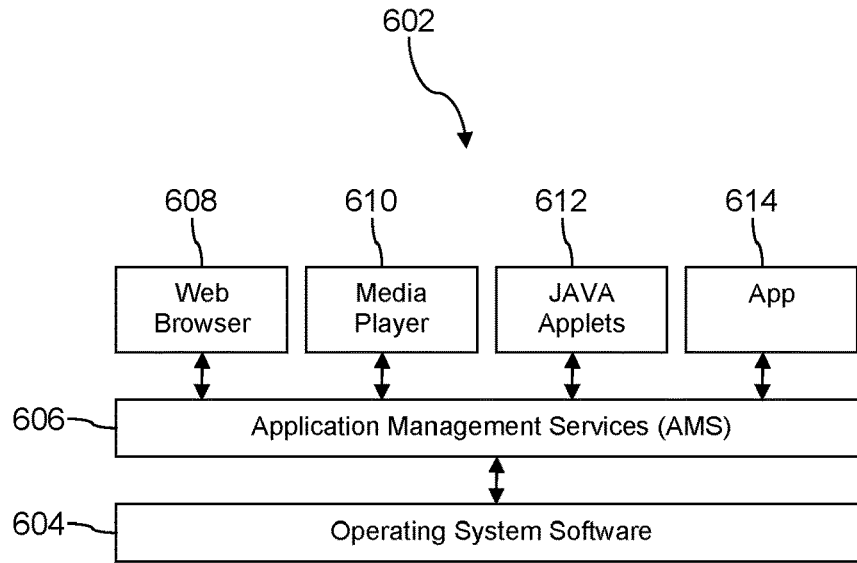 602
608
610
612
614
Web
Browser
Media
Player
JAVA
Applets
App
606
Application Management Services (AMS)
604
Operating System Software